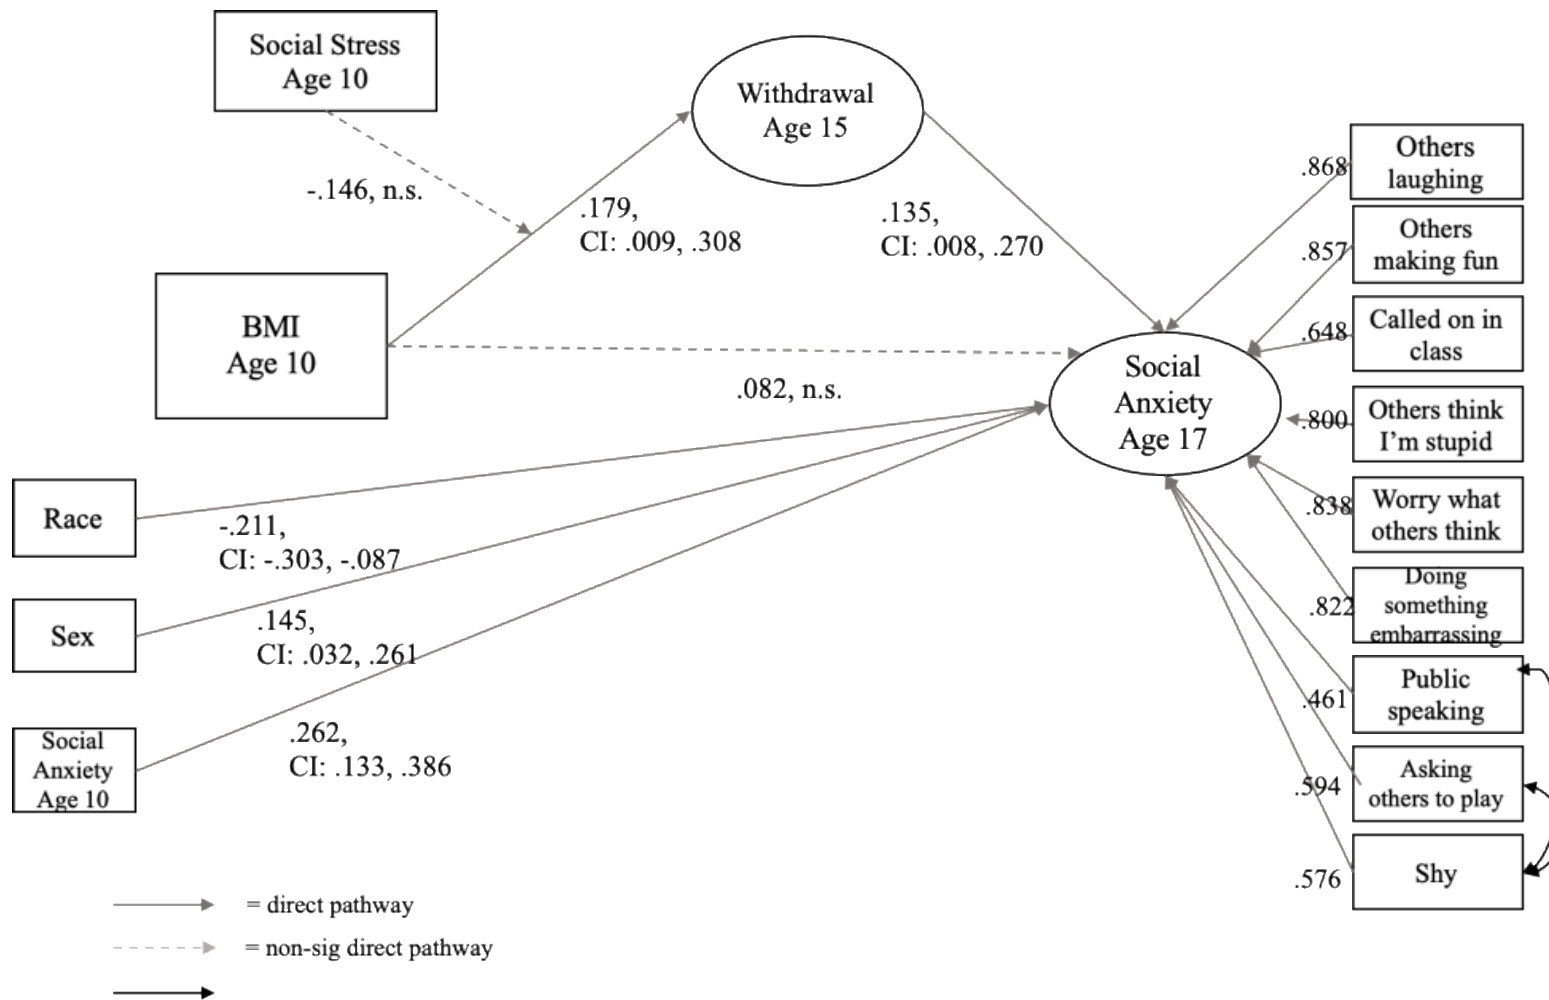 Social Stress
Age 10
Withdrawal
Age 15
-.146, n.s.
.179,
CI: .009, .308
.135,
CI: .008, .270
BMI
Age 10
.082, n.s.
Social
Anxiety
Age 17
Race
-.211,
CI: -.303, -.087
Sex
.145,
CI: .032, .261
Social
Anxiety
Age 10
.262,
CI: .133, .386
.868
Others
laughing
.857
Others
making fun
.648
Called on in
class
.800
Others think
I'm stupid
.838
Worry what
others think
.822
Doing
something
embarrassing
.461
Public
speaking
.594
Asking
others to play
.576
Shy
= direct pathway
= non-sig direct pathway